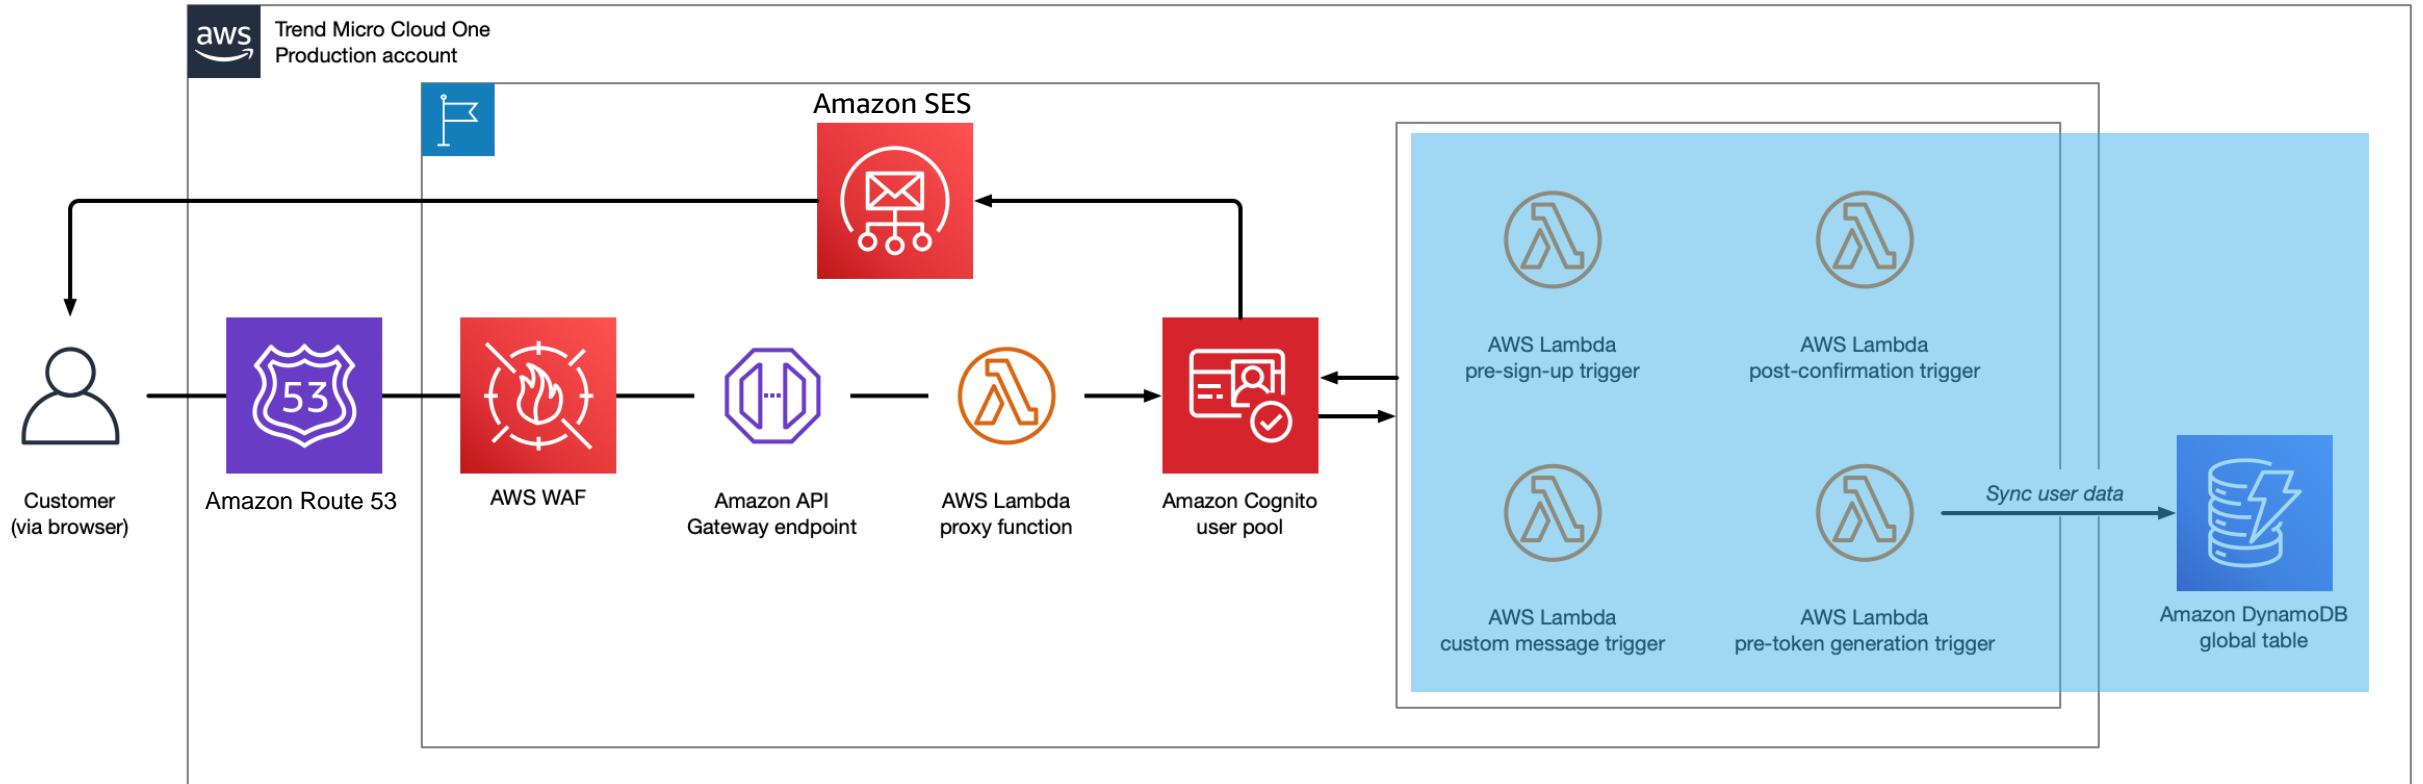 aws
Trend Micro Cloud One
Production account
Amazon SES
53
Customer
(via browser)
Amazon Route 53
AWS WAF
Amazon API
Gateway endpoint
AWS Lambda
proxy function
Amazon Cognito
user pool
AWS Lambda
pre-sign-up trigger
AWS Lambda
post-confirmation trigger
AWS Lambda
custom message trigger
AWS Lambda
pre-token generation trigger
Sync user data
Amazon DynamoDB
global table